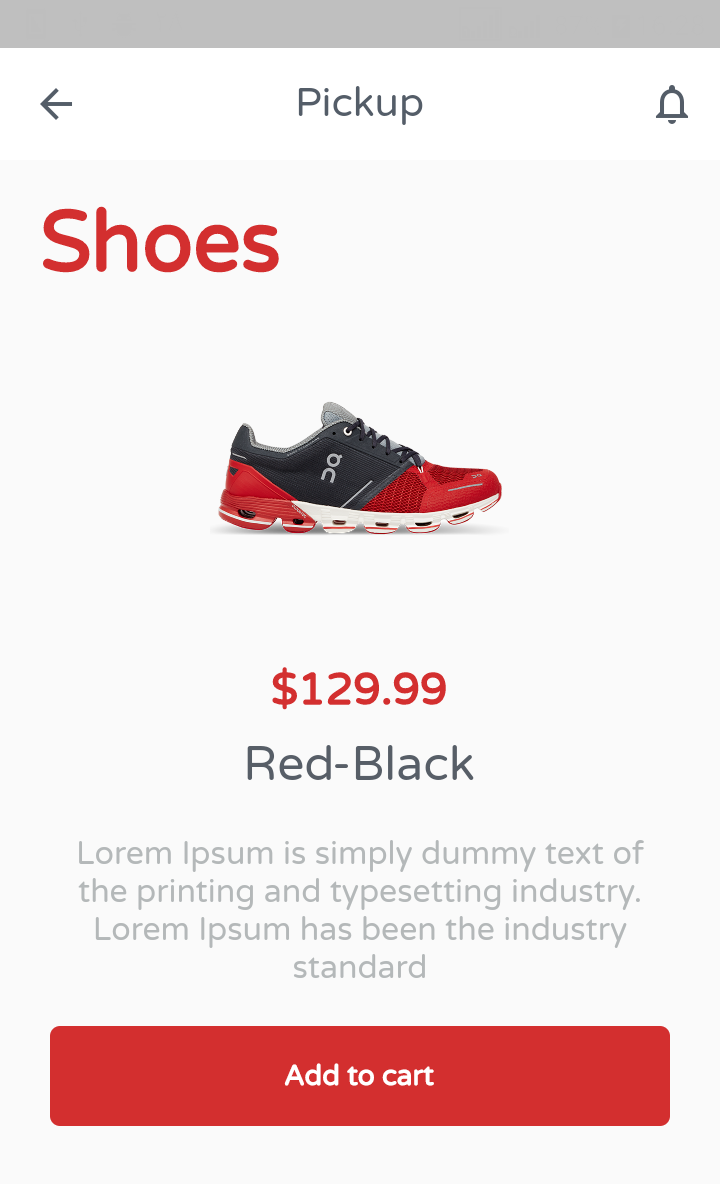 Pickup
Shoes
$129.99
Red-Black
Lorem Ipsum is simply dummy text of
the printing and typesetting industry.
Lorem Ipsum has been the industry
standard
Add to cart